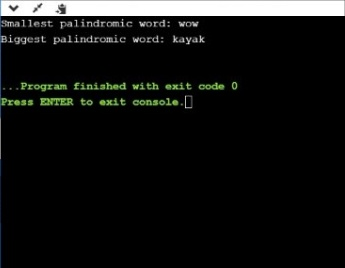 Smallest palindromic word: wow
Biggest palindromic word: kayak
...Program finished with exit code 0
Press ENTER to exit console.